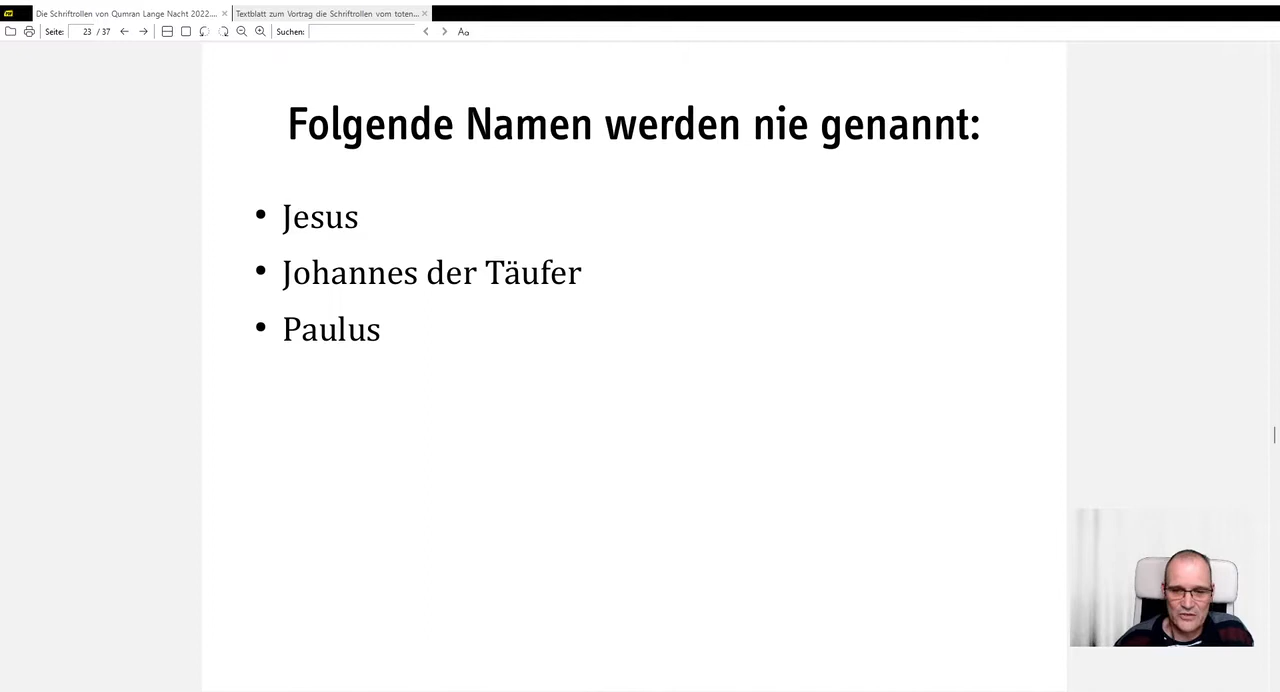 Die Schriftrollen von Qumran Lange Nacht 2022....
Textblatt zum Vortrag die Schriftrollen vom toten...
Seite: 23 / 37 Suchen: Aa
Folgende Namen werden nie genannt:
• Jesus
• Johannes der Täufer
• Paulus